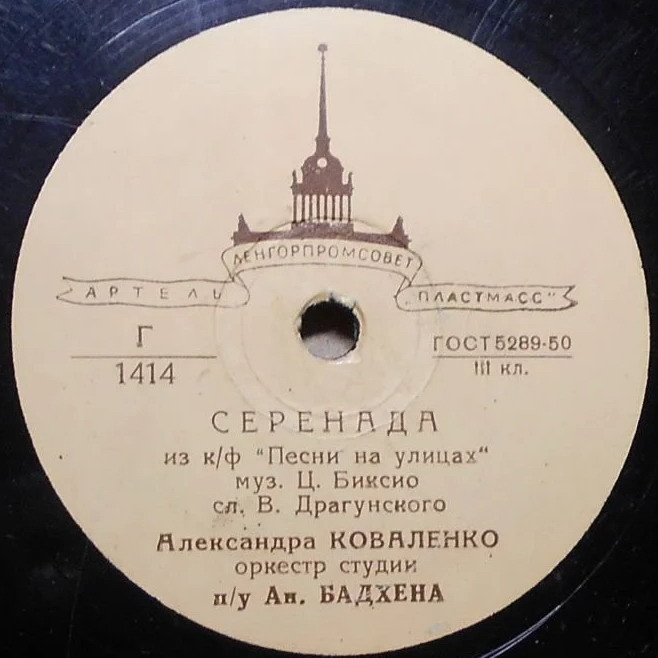 ЛЕНГОРПРОМСОВЕТ
АРТЕЛЬ „ПЛАСТМАСС"
Г
1414
ГОСТ 5289-50
III кл.
СЕРЕНАДА
из к/ф "Песни на улицах"
муз. Ц. Биксио
сл. В. Драгунского
Александра КОВАЛЕНКО
оркестр студии
п/у Ан. БАДХЕНА